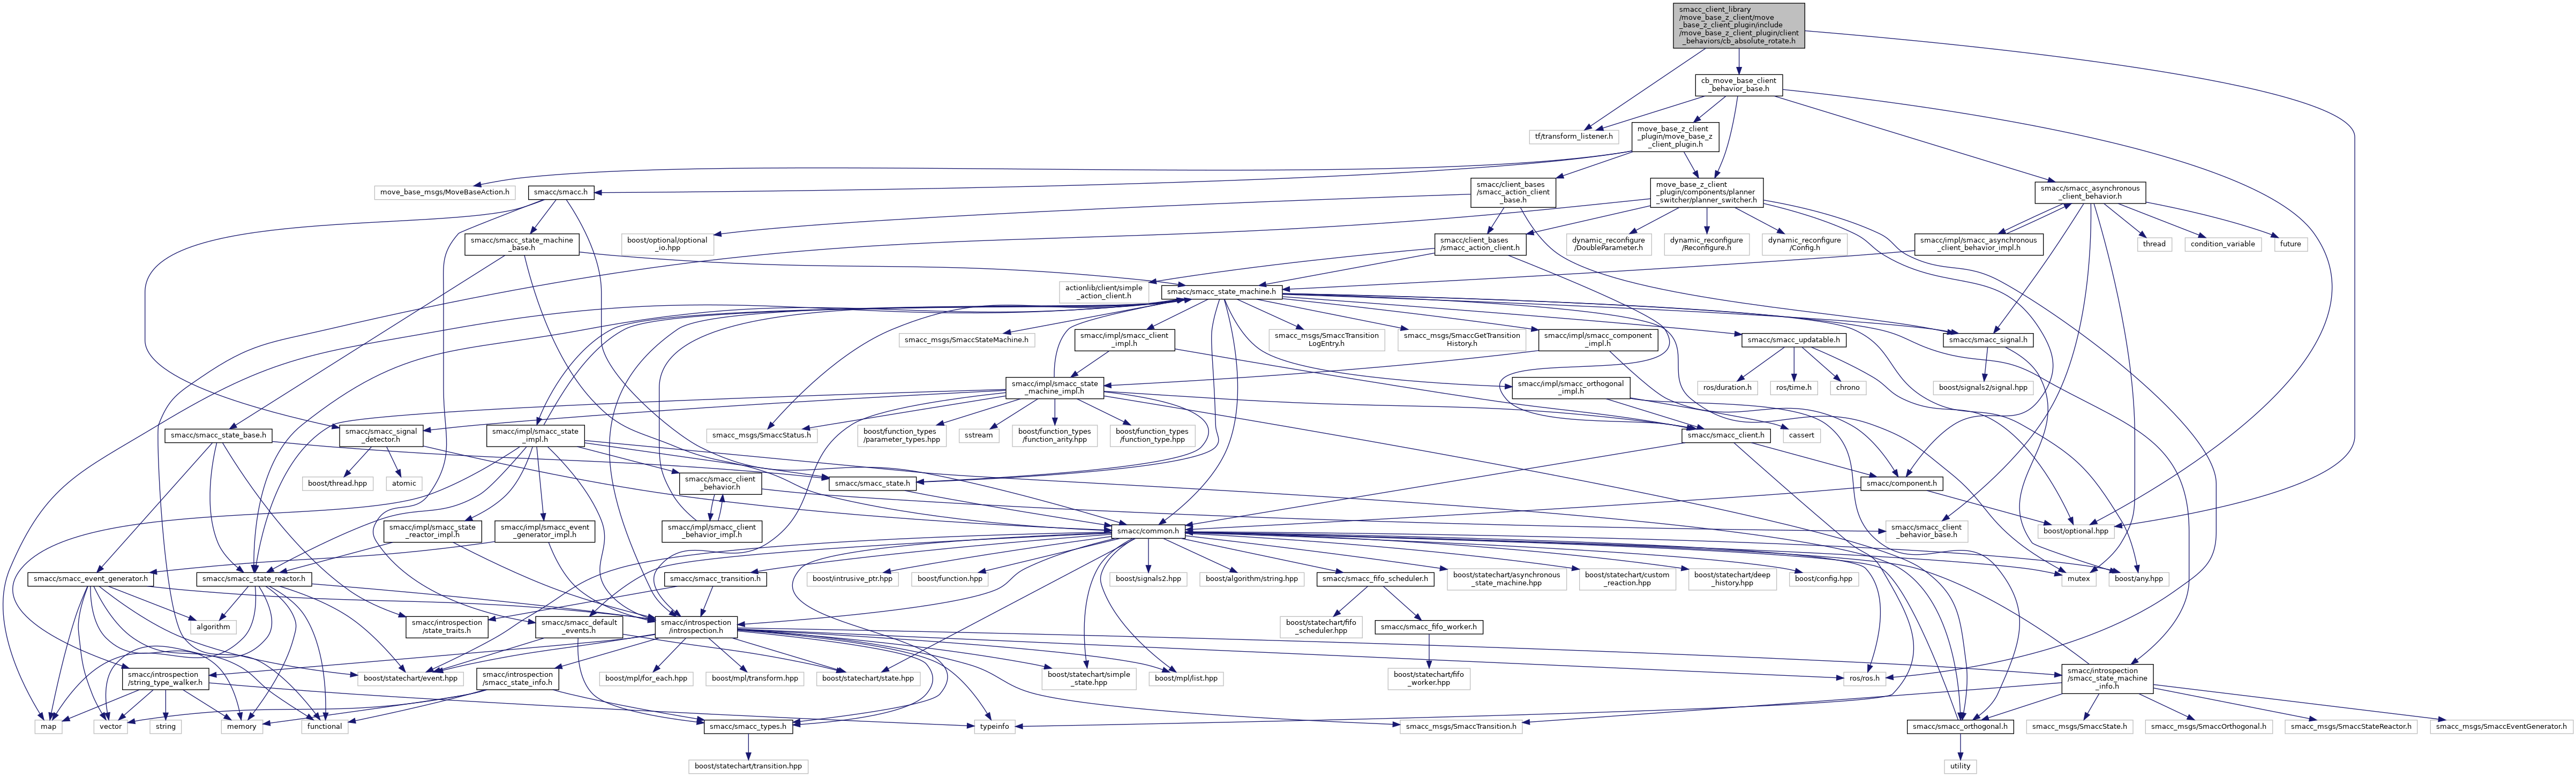 smacc_client_library
/move_base_z_client/move
_base_z_client_plugin/include
/move_base_z_client_plugin/client
_behaviors/cb_absolute_rotate.h
cb_move_base_client
_behavior_base.h
tf/transform_listener.h
move_base_z_client
_plugin/move_base_z
_client_plugin.h
move_base_msgs/MoveBaseAction.h
smacc/smacc.h
smacc/client_bases
/smacc_action_client
_base.h
move_base_z_client
_plugin/components/planner
_switcher/planner_switcher.h
smacc/smacc_asynchronous
_client_behavior.h
smacc/smacc_state_machine
_base.h
boost/optional/optional
_io.hpp
smacc/client_bases
/smacc_action_client.h
dynamic_reconfigure
/DoubleParameter.h
dynamic_reconfigure
/Reconfigure.h
dynamic_reconfigure
/Config.h
smacc/impl/smacc_asynchronous
_client_behavior_impl.h
thread
condition_variable
future
actionlib/client/simple
_action_client.h
smacc/smacc_state_machine.h
smacc_msgs/SmaccStateMachine.h
smacc/impl/smacc_client
_impl.h
smacc_msgs/SmaccTransition
LogEntry.h
smacc_msgs/SmaccGetTransition
History.h
smacc/impl/smacc_component
_impl.h
smacc/smacc_updatable.h
smacc/smacc_signal.h
smacc/impl/smacc_state
_machine_impl.h
smacc/impl/smacc_orthogonal
_impl.h
ros/duration.h
ros/time.h
chrono
boost/signals2/signal.hpp
smacc/smacc_state_base.h
smacc/smacc_signal
_detector.h
smacc/impl/smacc_state
_impl.h
smacc_msgs/SmaccStatus.h
boost/function_types
/parameter_types.hpp
sstream
boost/function_types
/function_arity.hpp
boost/function_types
/function_type.hpp
smacc/smacc_client.h
cassert
boost/thread.hpp
atomic
smacc/smacc_client
_behavior.h
smacc/smacc_state.h
smacc/component.h
smacc/impl/smacc_state
_reactor_impl.h
smacc/impl/smacc_event
_generator_impl.h
smacc/impl/smacc_client
_behavior_impl.h
smacc/common.h
smacc/smacc_client
_behavior_base.h
boost/optional.hpp
smacc/smacc_event_generator.h
smacc/smacc_state_reactor.h
smacc/smacc_transition.h
boost/intrusive_ptr.hpp
boost/function.hpp
boost/signals2.hpp
boost/algorithm/string.hpp
smacc/smacc_fifo_scheduler.h
boost/statechart/asynchronous
_state_machine.hpp
boost/statechart/custom
_reaction.hpp
boost/statechart/deep
_history.hpp
boost/config.hpp
mutex
boost/any.hpp
algorithm
smacc/introspection
/state_traits.h
smacc/smacc_default
_events.h
smacc/introspection
/introspection.h
boost/statechart/fifo
_scheduler.hpp
smacc/smacc_fifo_worker.h
smacc/introspection
/string_type_walker.h
boost/statechart/event.hpp
smacc/introspection
/smacc_state_info.h
boost/mpl/for_each.hpp
boost/mpl/transform.hpp
boost/statechart/state.hpp
boost/statechart/simple
_state.hpp
boost/mpl/list.hpp
boost/statechart/fifo
_worker.hpp
ros/ros.h
smacc/introspection
/smacc_state_machine
_info.h
map
vector
string
memory
functional
smacc/smacc_types.h
typeinfo
smacc_msgs/SmaccTransition.h
smacc/smacc_orthogonal.h
smacc_msgs/SmaccState.h
smacc_msgs/SmaccOrthogonal.h
smacc_msgs/SmaccStateReactor.h
smacc_msgs/SmaccEventGenerator.h
boost/statechart/transition.hpp
utility